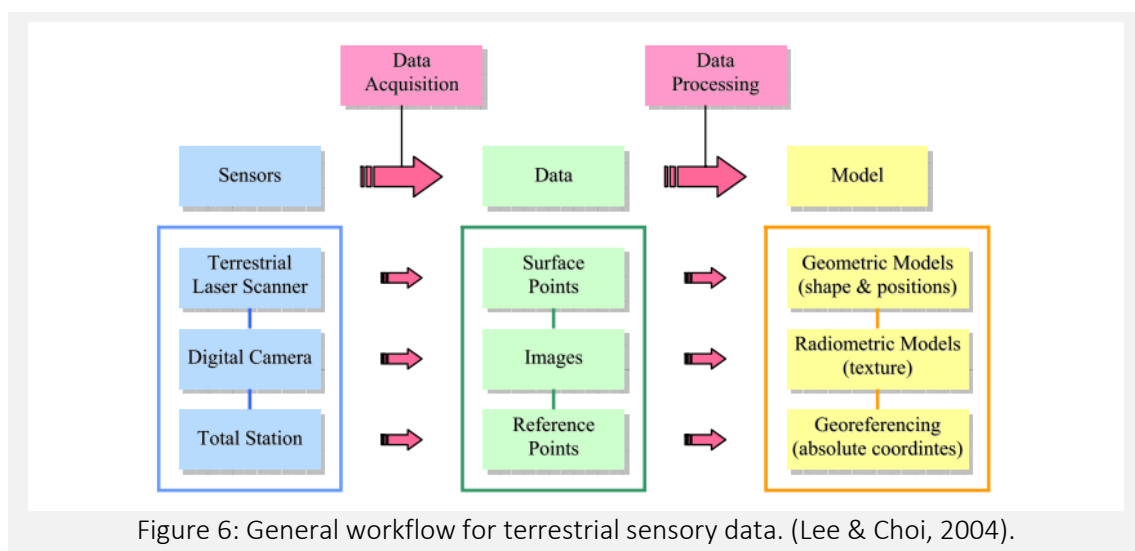 Data
Acquisition
Data
Processing
Sensors
Data
Model
Terrestrial
Laser Scanner
Surface
Points
Geometric Models
(shape & positions)
Digital Camera
Images
Radiometric Models
(texture)
Total Station
Reference
Points
Georeferencing
(absolute coordintes)
Figure 6: General workflow for terrestrial sensory data. (Lee & Choi, 2004).